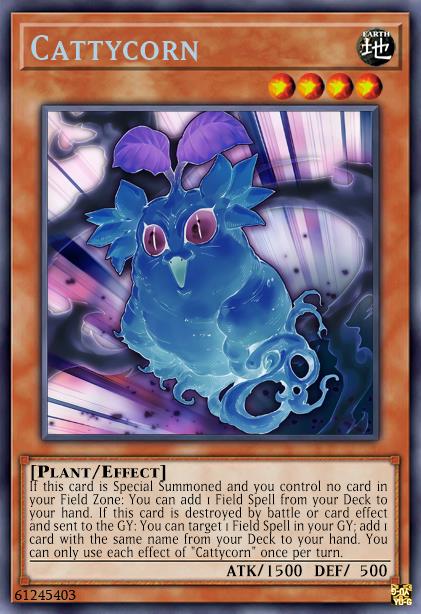 CATTYCORN
EARTH
地
[PLANT/EFFECT]
If this card is Special Summoned and you control no card in
your Field Zone: You can add 1 Field Spell from your Deck to
your hand. If this card is destroyed by battle or card effect
and sent to the GY: You can target 1 Field Spell in your GY; add 1
card with the same name from your Deck to your hand. You
can only use each effect of "Cattycorn" once per turn.
ATK/1500 DEF/ 500
61245403